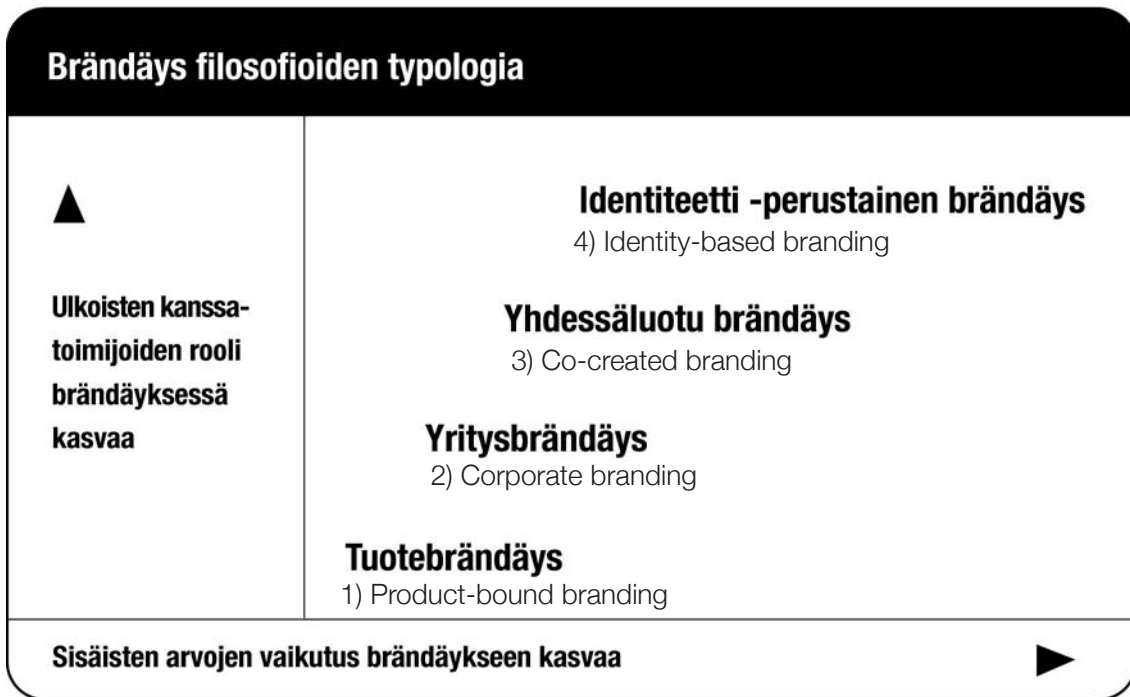 Brändäys filosofioiden typologia
Ulkoisten kanssa-
toimijoiden rooli
brändäyksessä
kasvaa
Identiteetti -perustainen brändäys
4) Identity-based branding
Yhdessäluotu brändäys
3) Co-created branding
Yritysbrändäys
2) Corporate branding
Tuotebrändäys
1) Product-bound branding
Sisäisten arvojen vaikutus brändäykseen kasvaa